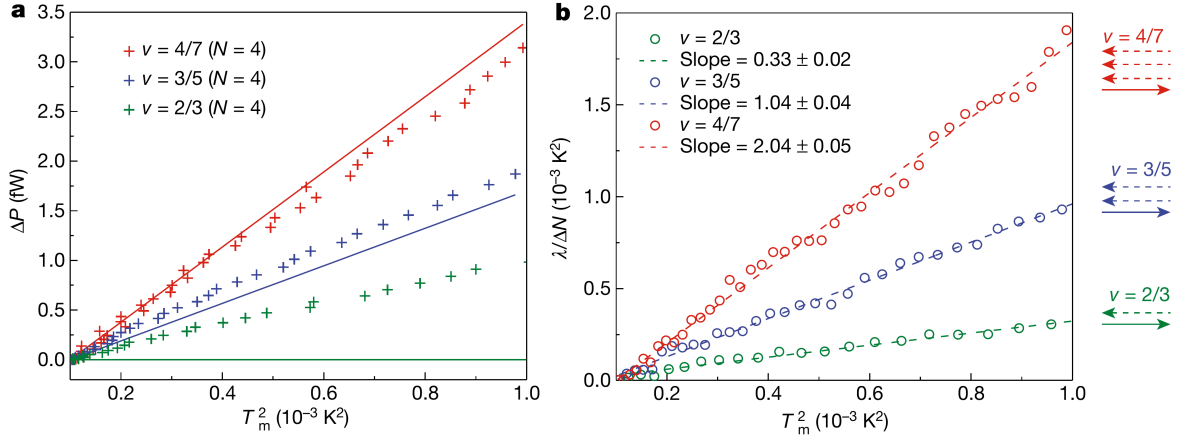 a
3.5
3.0
2.5
2.0
1.5
1.0
0.5
0.0
ΔP (fW)
ν = 4/7 (N = 4)
ν = 3/5 (N = 4)
ν = 2/3 (N = 4)
0.2
0.4
0.6
0.8
1.0
T²ₘ (10⁻³ K²)
b
2.0
1.5
1.0
0.5
0.0
λ/ΔN (10⁻³ K²)
ν = 2/3
Slope = 0.33 ± 0.02
ν = 3/5
Slope = 1.04 ± 0.04
ν = 4/7
Slope = 2.04 ± 0.05
0.2
0.4
0.6
0.8
1.0
T²ₘ (10⁻³ K²)
ν = 4/7
ν = 3/5
ν = 2/3